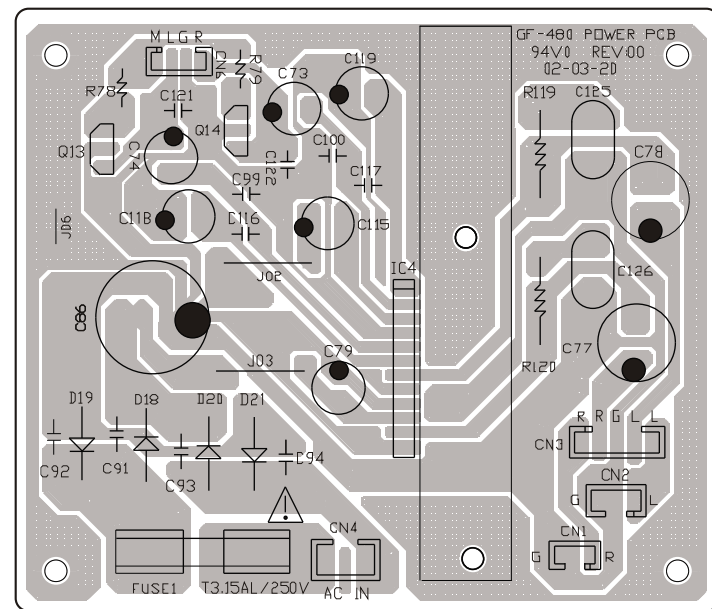 GF-480 POWER PCB
94V0 REV:00
02-03-20
M L G R
CN6
R79
R78
C121
C73
C119
Q13
C74
Q14
C122
C100
C117
C99
C116
C118
C115
JD6
J02
IC4
R119
C125
C78
C126
C77
R120
C86
J03
C79
D19
D18
D20
D21
C92
C91
C93
D94
R R G L L
CN3
CN2
G L
CN1
G R
CN4
AC IN
FUSE1
T3.15AL/250V